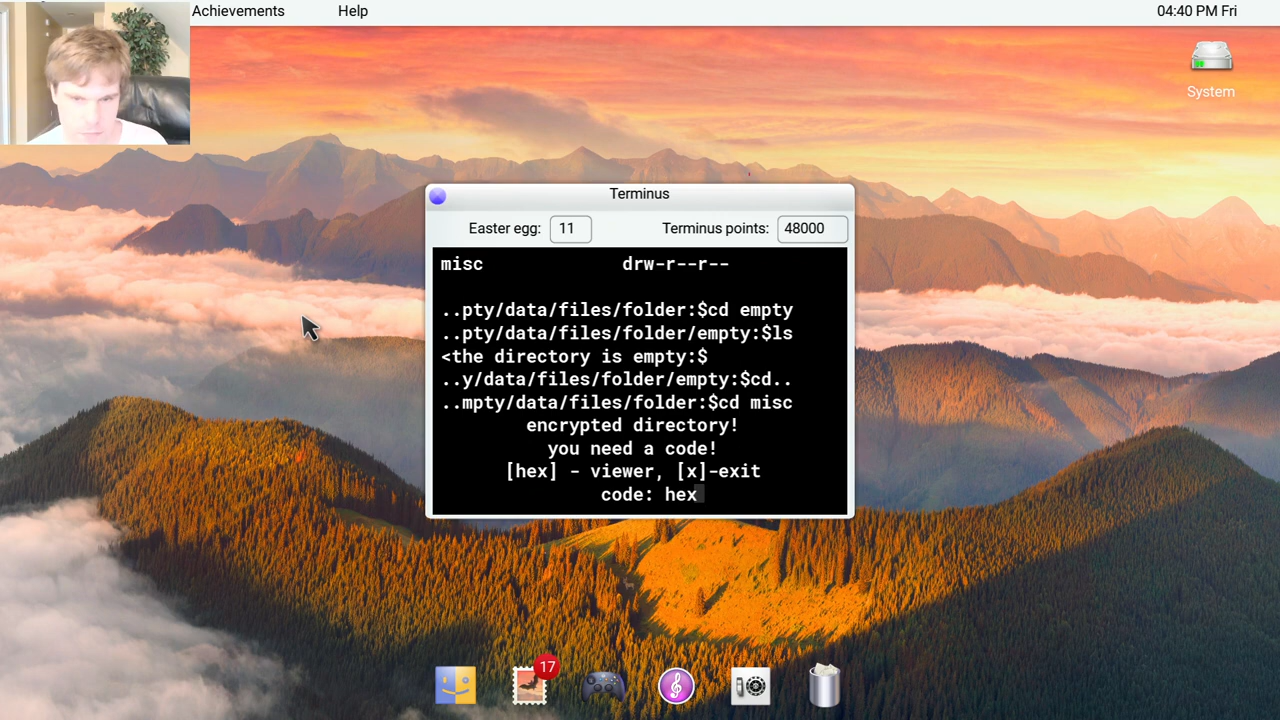 Achievements
Help
04:40 PM Fri
System
Terminus
Easter egg: 11
Terminus points: 48000
misc drw-r--r--
..pty/data/files/folder:$cd empty
..pty/data/files/folder/empty:$ls
<the directory is empty:$
..y/data/files/folder/empty:$cd..
..mpty/data/files/folder:$cd misc
encrypted directory!
you need a code!
[hex] - viewer, [x]-exit
code: hex
17